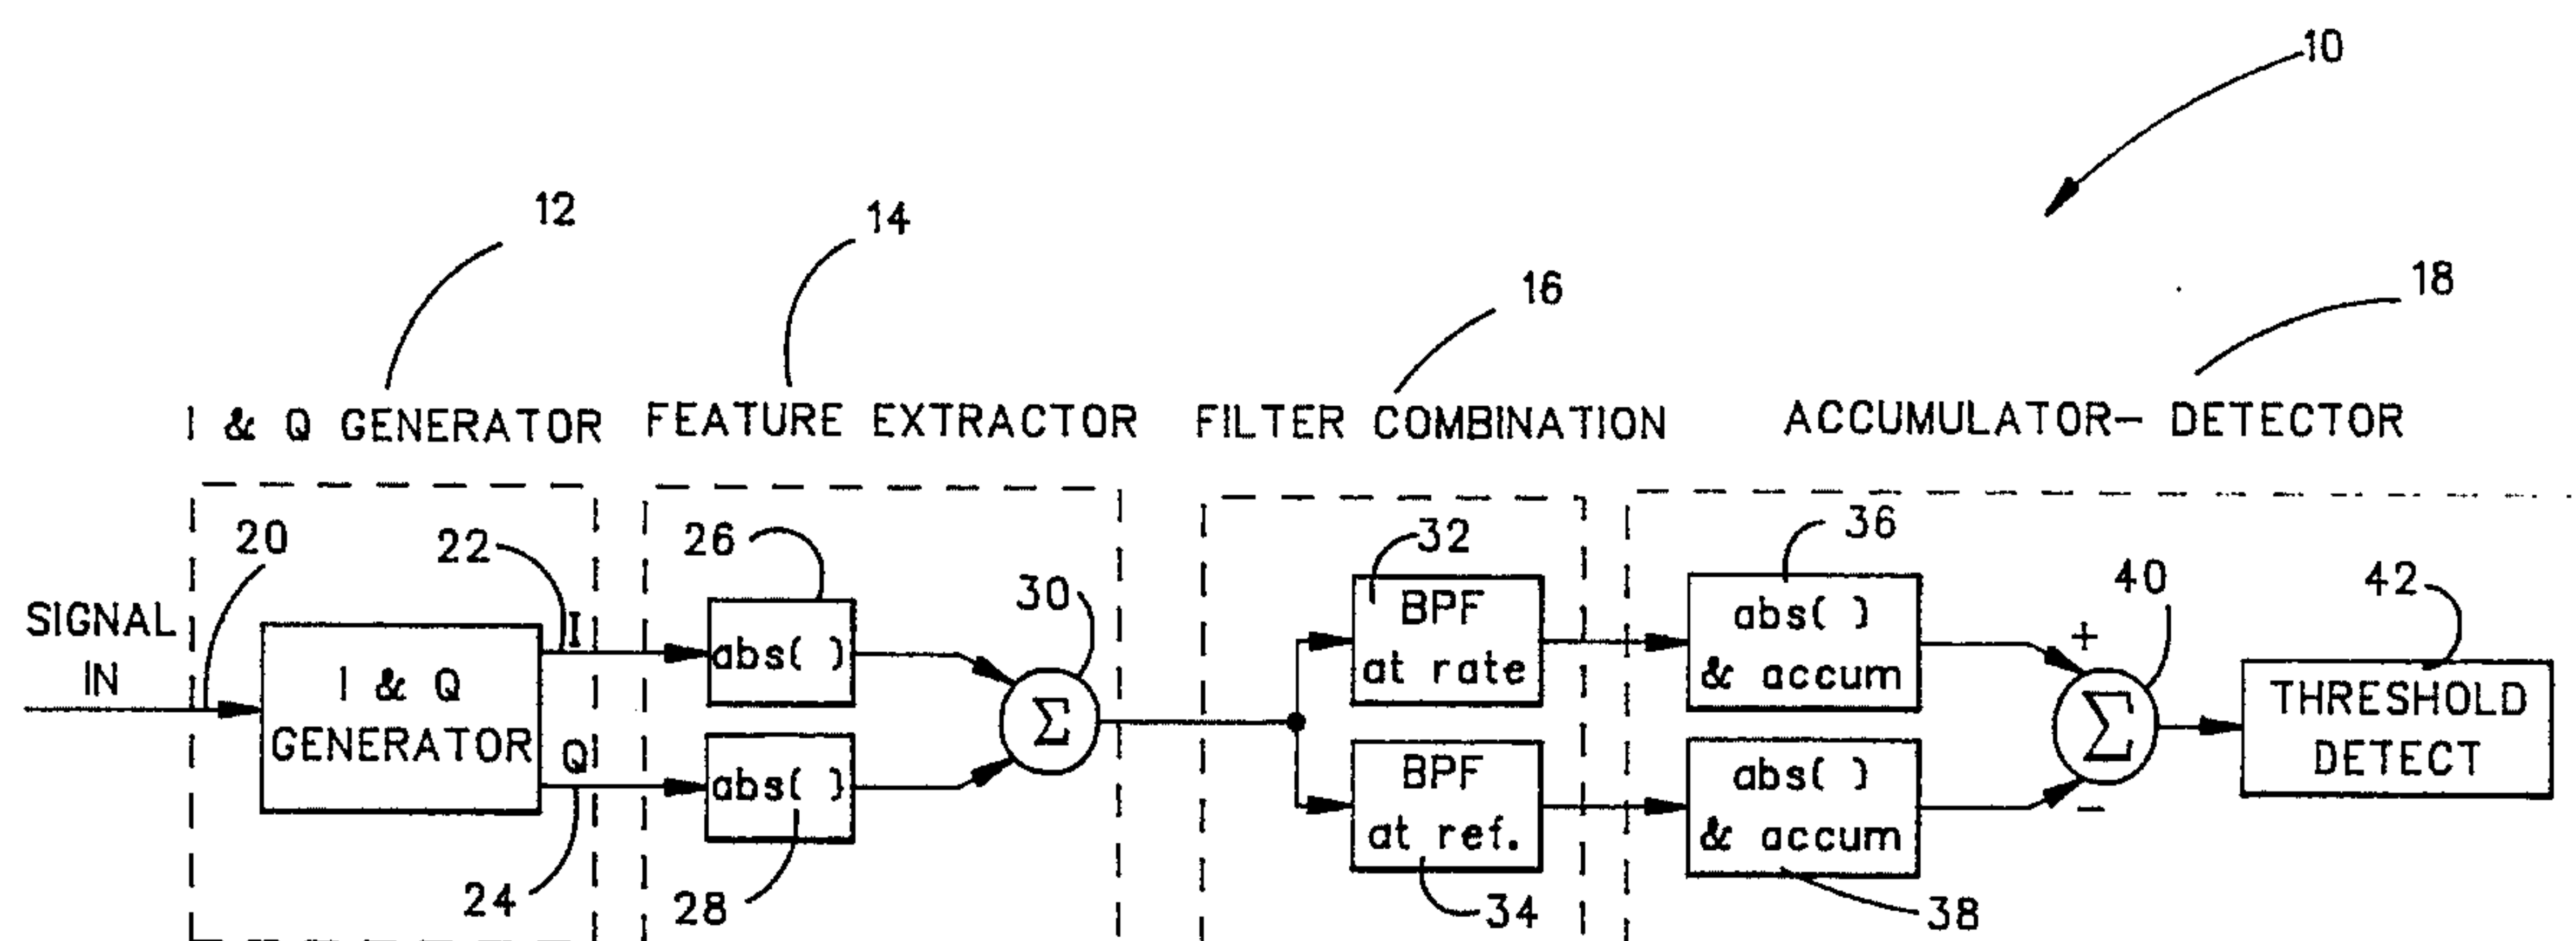 10
12
14
16
18
I & Q GENERATOR
FEATURE EXTRACTOR
FILTER COMBINATION
ACCUMULATOR- DETECTOR
SIGNAL
IN
20
22
24
I
Q
I & Q
GENERATOR
26
abs( )
abs( )
28
30
Σ
32
BPF
at rate
BPF
at ref.
34
36
abs( )
& accum
abs( )
& accum
38
+
-
40
Σ
42
THRESHOLD
DETECT